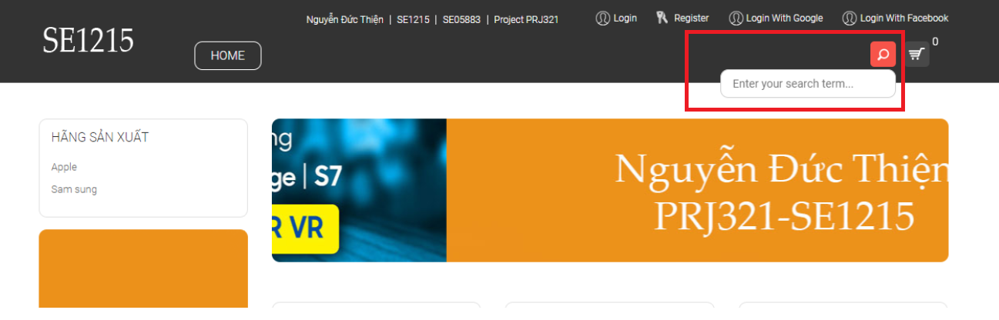 Nguyễn Đức Thiện | SE1215 | SE05883 | Project PRJ321
Login
Register
Login With Google
Login With Facebook
SE1215
HOME
0
Enter your search term...
HÃNG SẢN XUẤT
Apple
Sam sung
ng
ge | S7
R VR
Nguyễn Đức Thiện
PRJ321-SE1215